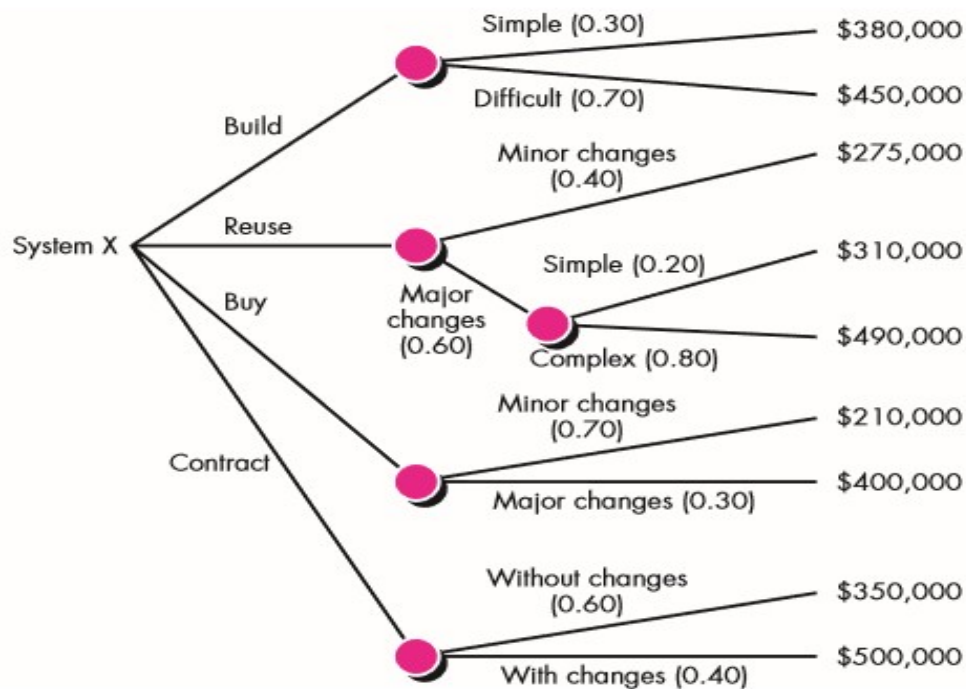 Simple (0.30)
$380,000
Difficult (0.70)
$450,000
Build
Minor changes
(0.40)
$275,000
System X
Reuse
Simple (0.20)
$310,000
Major
changes
(0.60)
Complex (0.80)
$490,000
Buy
Minor changes
(0.70)
$210,000
Major changes (0.30)
$400,000
Contract
Without changes
(0.60)
$350,000
With changes (0.40)
$500,000